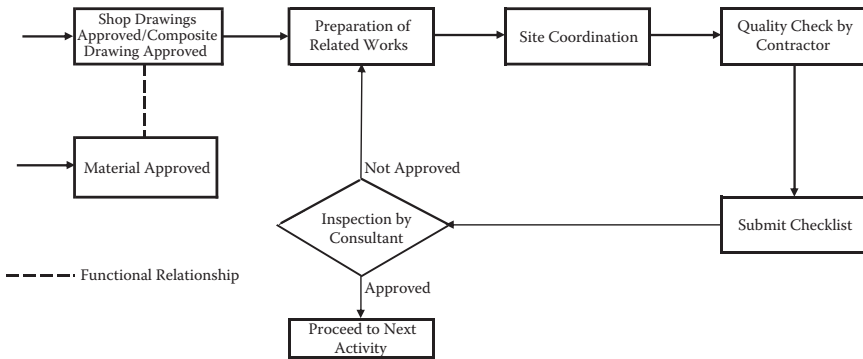 Shop Drawings
Approved/Composite
Drawing Approved
Preparation of
Related Works
Site Coordination
Quality Check by
Contractor
Material Approved
Not Approved
Inspection by
Consultant
Submit Checklist
Functional Relationship
Approved
Proceed to Next
Activity